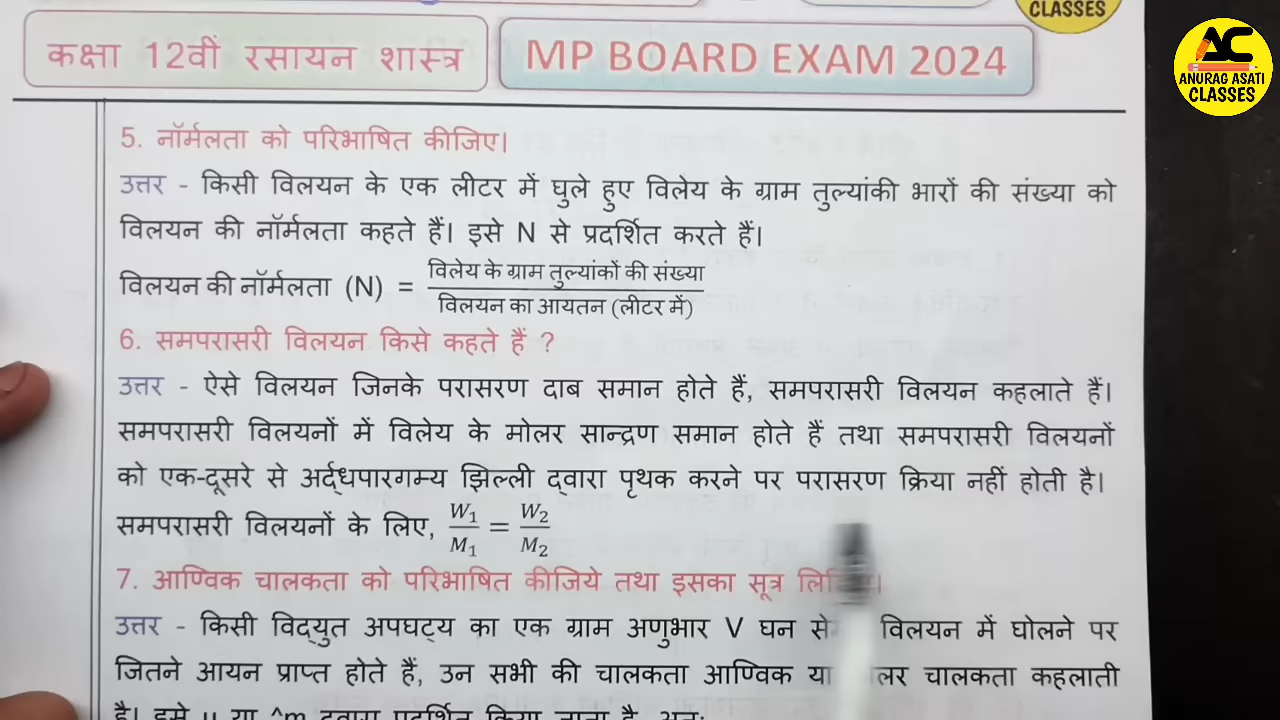 CLASSES
AC
ANURAG ASATI
CLASSES
कक्षा 12वीं रसायन शास्त्र
MP BOARD EXAM 2024
5. नॉर्मलता को परिभाषित कीजिए।
उत्तर - किसी विलयन के एक लीटर में घुले हुए विलेय के ग्राम तुल्यांकी भारों की संख्या को
विलयन की नॉर्मलता कहते हैं। इसे N से प्रदर्शित करते हैं।
विलयन की नॉर्मलता (N) = विलेय के ग्राम तुल्यांकों की संख्या / विलयन का आयतन (लीटर में)
6. समपरासरी विलयन किसे कहते हैं ?
उत्तर - ऐसे विलयन जिनके परासरण दाब समान होते हैं, समपरासरी विलयन कहलाते हैं।
समपरासरी विलयनों में विलेय के मोलर सान्द्रण समान होते हैं तथा समपरासरी विलयनों
को एक-दूसरे से अर्द्धपारगम्य झिल्ली द्वारा पृथक करने पर परासरण क्रिया नहीं होती है।
समपरासरी विलयनों के लिए, W₁/M₁ = W₂/M₂
7. आण्विक चालकता को परिभाषित कीजिये तथा इसका सूत्र
उत्तर - किसी विद्युत अपघट्य का एक ग्राम अणुभार V घन विलयन में घोलने पर
जितने आयन प्राप्त होते हैं, उन सभी की चालकता आण्विक या चालकता कहलाती
है। इसे µ या ^m द्वारा प्रदर्शित किया जाता है, अतः